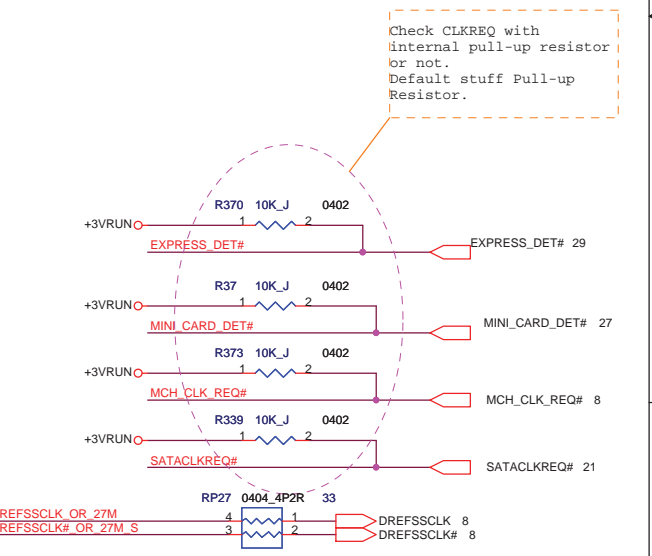 Check CLKREQ with
internal pull-up resistor
or not.
Default stuff Pull-up
Resistor.
R370 10K_J 0402
+3VRUN 1 2
EXPRESS_DET# EXPRESS_DET# 29
R37 10K_J 0402
+3VRUN 1 2
MINI_CARD_DET# MINI_CARD_DET# 27
R373 10K_J 0402
+3VRUN 1 2
MCH_CLK_REQ# MCH_CLK_REQ# 8
R339 10K_J 0402
+3VRUN 1 2
SATACLKREQ# SATACLKREQ# 21
RP27 0404_4P2R 33
REFSSCLK_OR_27M 4 1 DREFSSCLK 8
REFSSCLK#_OR_27M_S 3 2 DREFSSCLK# 8